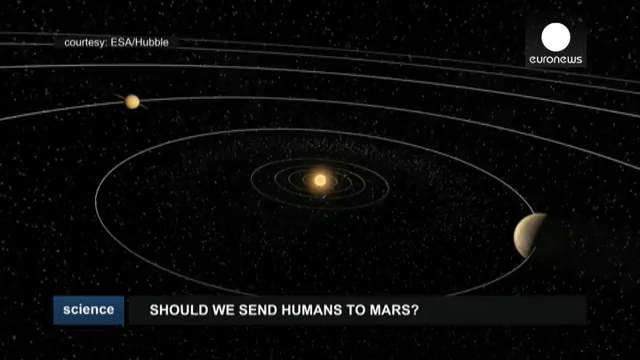 courtesy: ESA/Hubble
euronews
science
SHOULD WE SEND HUMANS TO MARS?